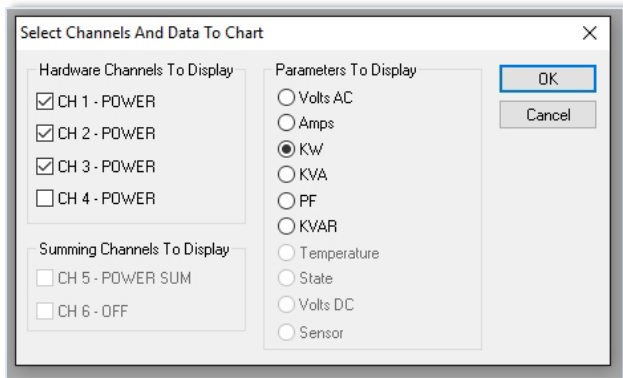 Select Channels And Data To Chart
Hardware Channels To Display
CH 1 - POWER
CH 2 - POWER
CH 3 - POWER
CH 4 - POWER
Summing Channels To Display
CH 5 - POWER SUM
CH 6 - OFF
Parameters To Display
Volts AC
Amps
KW
KVA
PF
KVAR
Temperature
State
Volts DC
Sensor
OK
Cancel